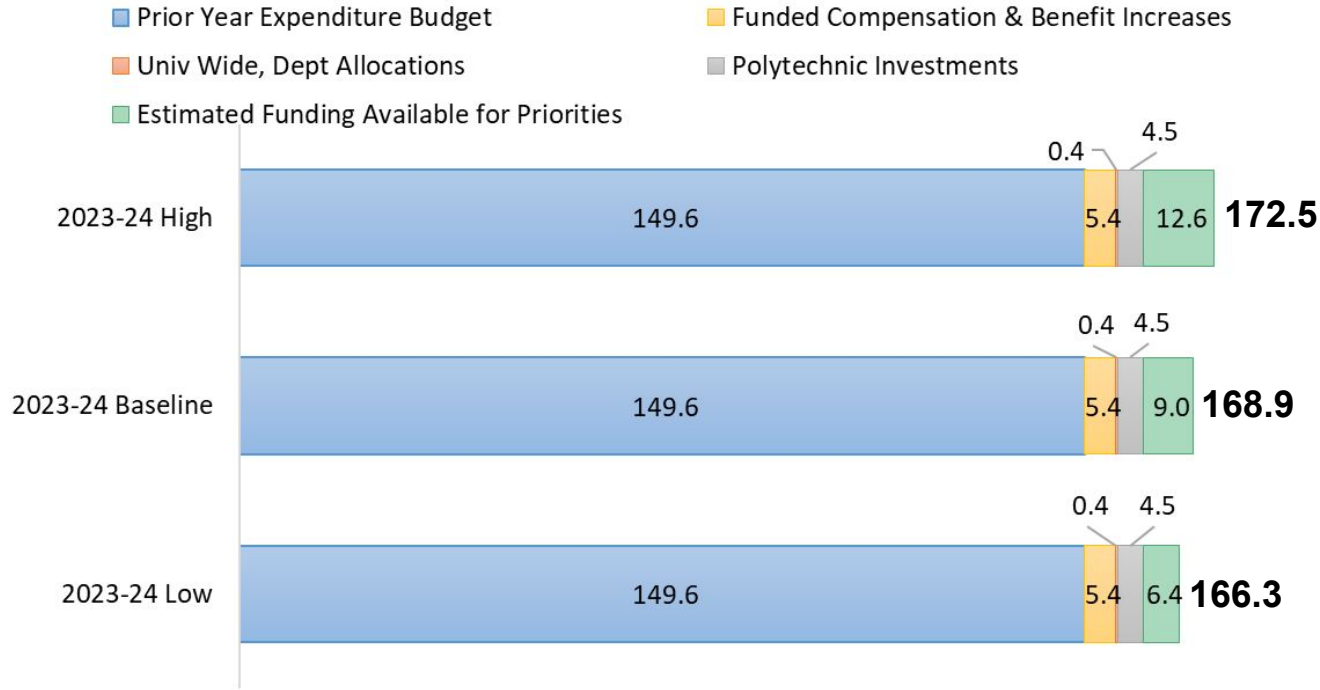 Prior Year Expenditure Budget
Funded Compensation & Benefit Increases
Univ Wide, Dept Allocations
Polytechnic Investments
Estimated Funding Available for Priorities
0.4
4.5
2023-24 High
149.6
5.4
12.6
172.5
0.4
4.5
2023-24 Baseline
149.6
5.4
9.0
168.9
0.4
4.5
2023-24 Low
149.6
5.4
6.4
166.3